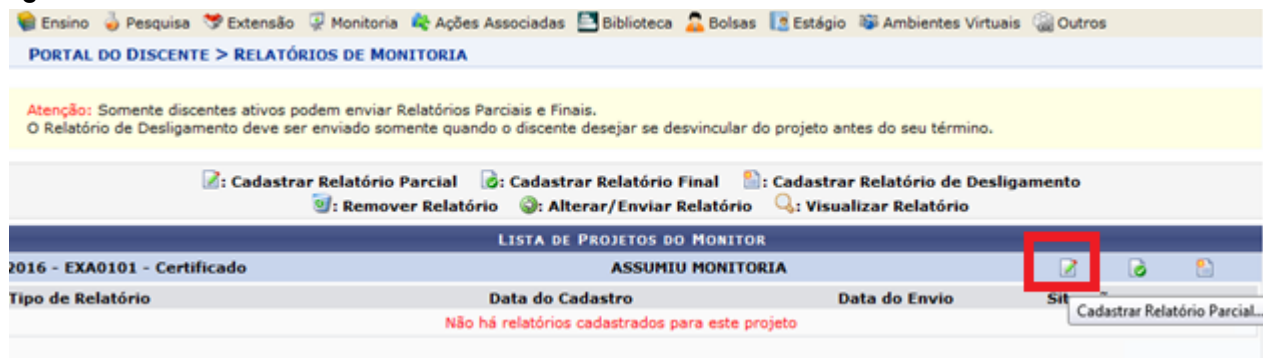 Ensino Pesquisa Extensão Monitoria Ações Associadas Biblioteca Bolsas Estágio Ambientes Virtuais Outros
PORTAL DO DISCENTE > RELATÓRIOS DE MONITORIA
Atenção: Somente discentes ativos podem enviar Relatórios Parciais e Finais.
O Relatório de Desligamento deve ser enviado somente quando o discente desejar se desvincular do projeto antes do seu término.
: Cadastrar Relatório Parcial : Cadastrar Relatório Final : Cadastrar Relatório de Desligamento
: Remover Relatório : Alterar/Enviar Relatório : Visualizar Relatório
LISTA DE PROJETOS DO MONITOR
2016 - EXA0101 - Certificado ASSUMIU MONITORIA
Tipo de Relatório Data do Cadastro Data do Envio
Cadastrar Relatório Parcial...
Não há relatórios cadastrados para este projeto